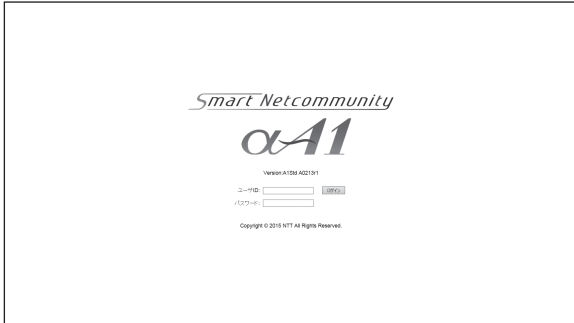 Smart Netcommunity
αA1
Version:A1Std A0213r1
ユーザID: ログイン
パスワード:
Copyright © 2015 NTT All Rights Reserved.